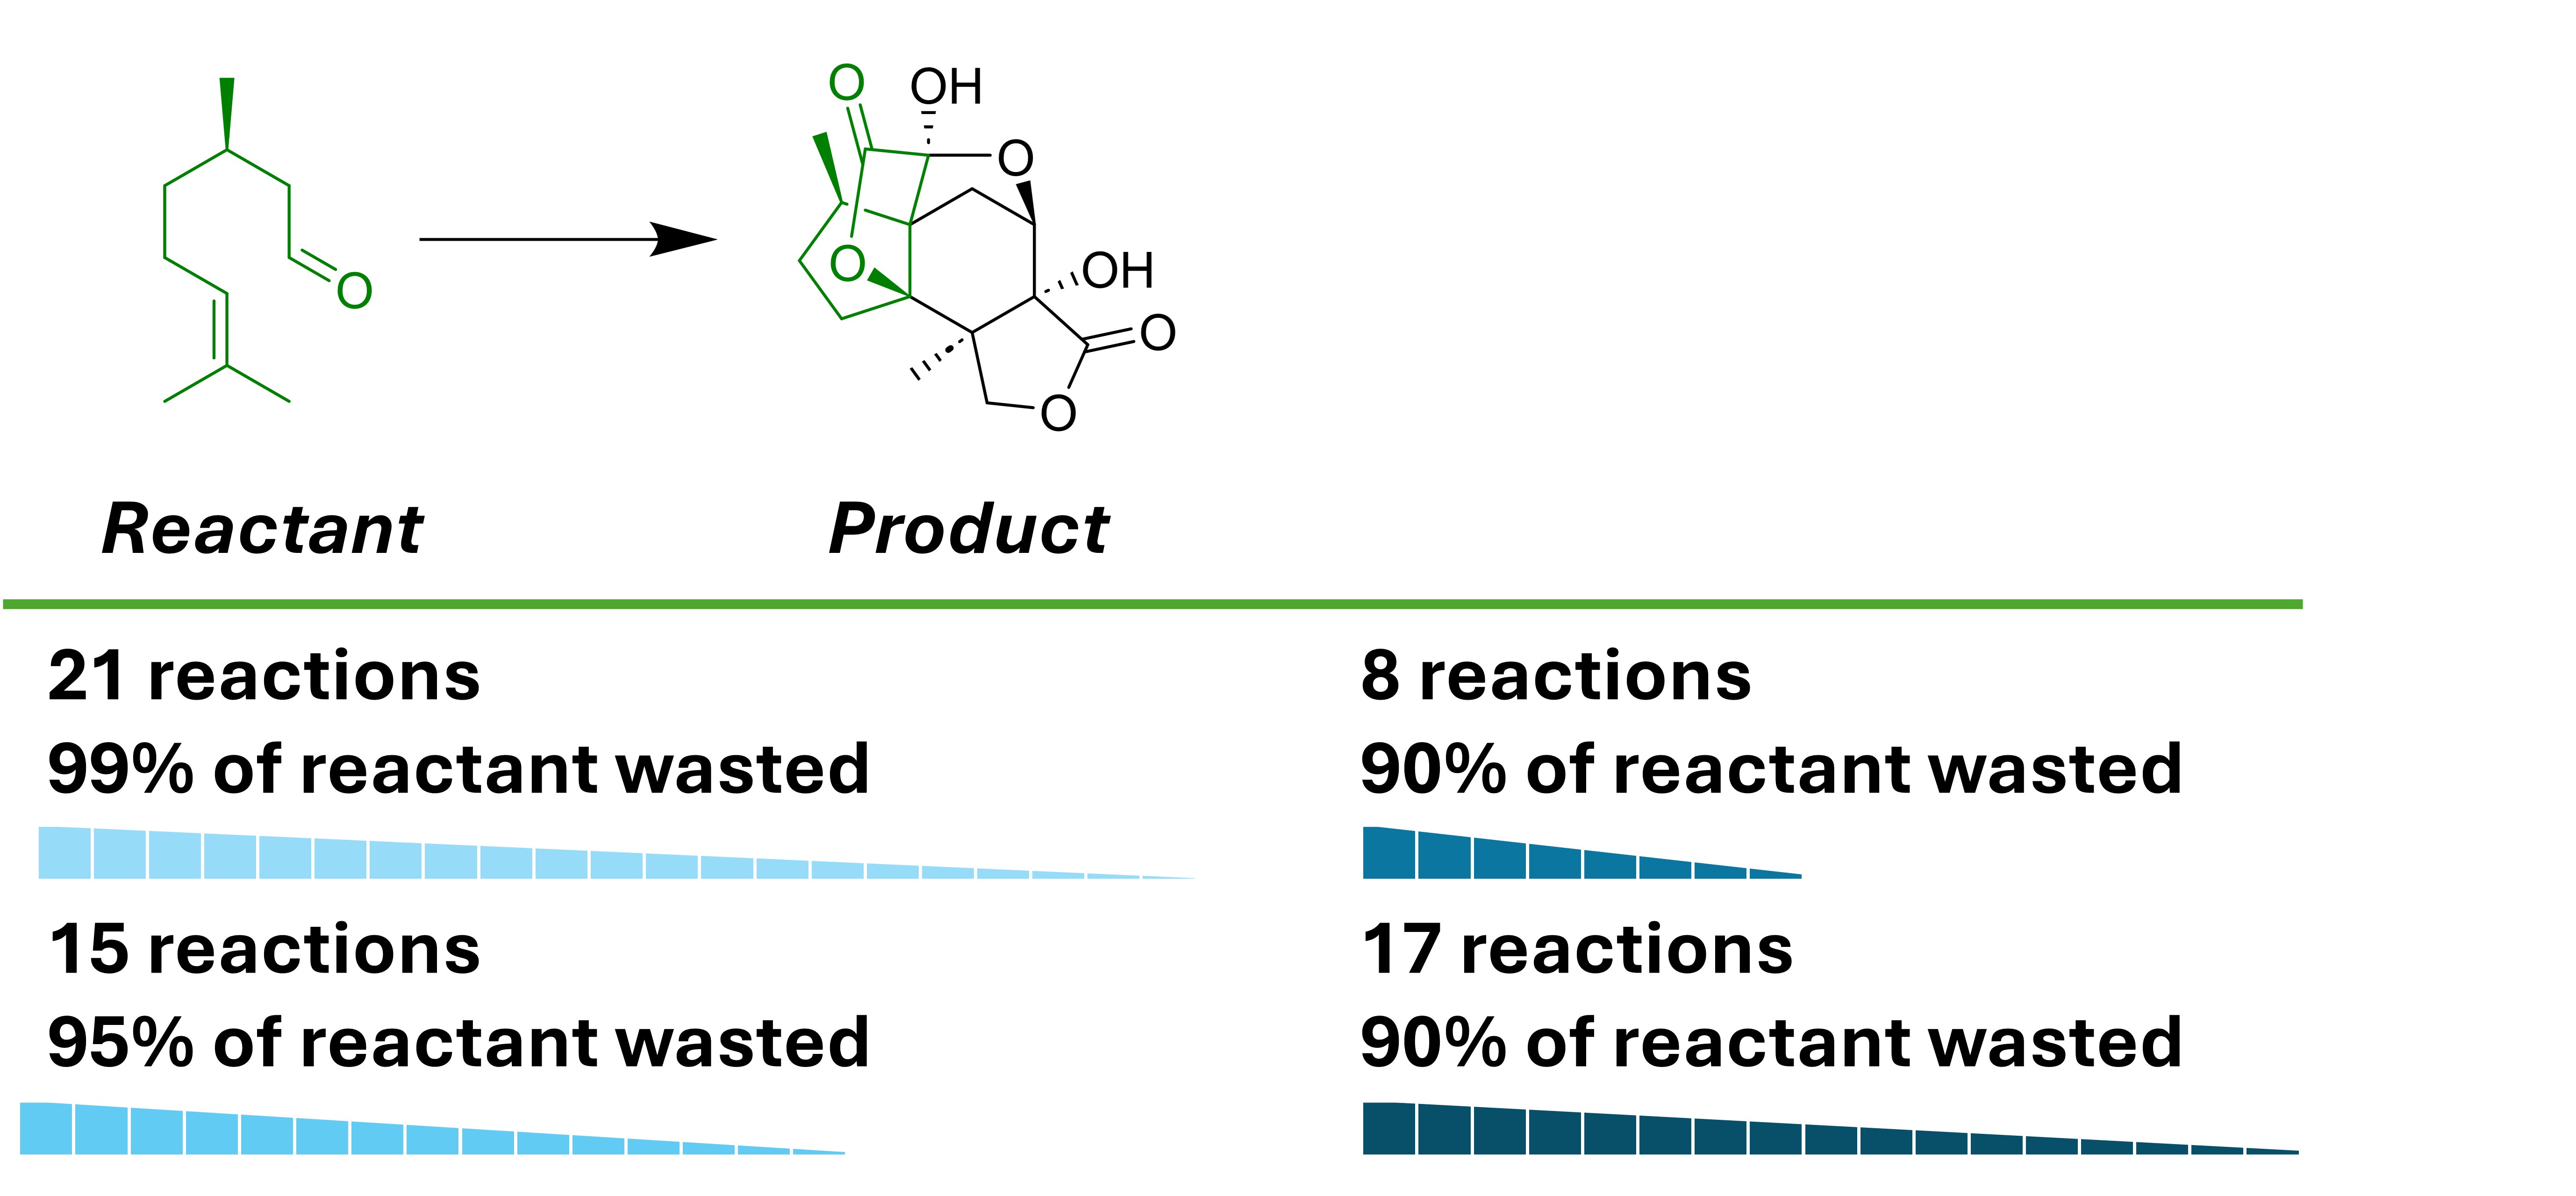 O
OH
O
O
OH
O
O
O
Reactant
Product
21 reactions
99% of reactant wasted
8 reactions
90% of reactant wasted
15 reactions
95% of reactant wasted
17 reactions
90% of reactant wasted